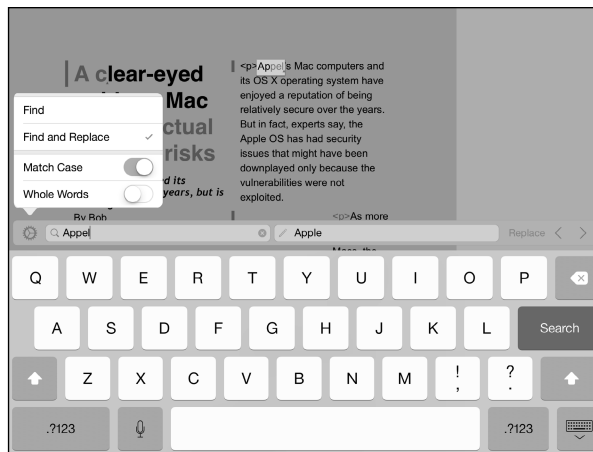 A clear-eyed
Mac
ctual
risks
d its
years, but is
By Bob
<p>Appel's Mac computers and
its OS X operating system have
enjoyed a reputation of being
relatively secure over the years.
But in fact, experts say, the
Apple OS has had security
issues that might have been
downplayed only because the
vulnerabilities were not
exploited.
<p>As more
Find
Find and Replace
Match Case
Whole Words
Appel
Apple
Replace
Q W E R T Y U I O P
A S D F G H J K L Search
Z X C V B N M ! , ? .
.?123 .?123